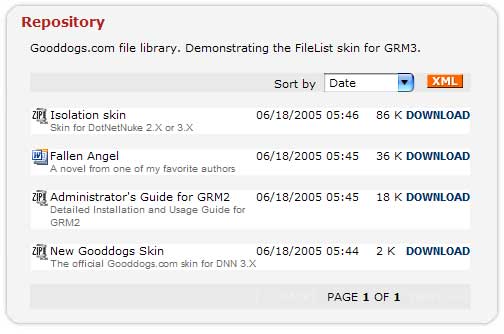 Repository
Gooddogs.com file library. Demonstrating the FileList skin for GRM3.
Sort by Date XML
ZIP Isolation skin 06/18/2005 05:46 86 K DOWNLOAD
Skin for DotNetNuke 2.X or 3.X
W Fallen Angel 06/18/2005 05:45 36 K DOWNLOAD
A novel from one of my favorite authors
ZIP Administrator's Guide for GRM2 06/18/2005 05:45 18 K DOWNLOAD
Detailed Installation and Usage Guide for
GRM2
ZIP New Gooddogs Skin 06/18/2005 05:44 2 K DOWNLOAD
The official Gooddogs.com skin for DNN 3.X
PAGE 1 OF 1